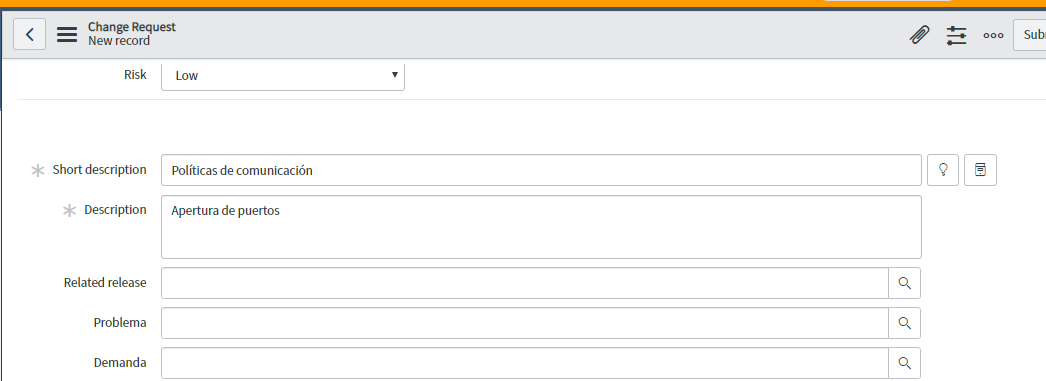 Change Request
New record
Risk
Low
Short description
Políticas de comunicación
Description
Apertura de puertos
Related release
Problema
Demanda